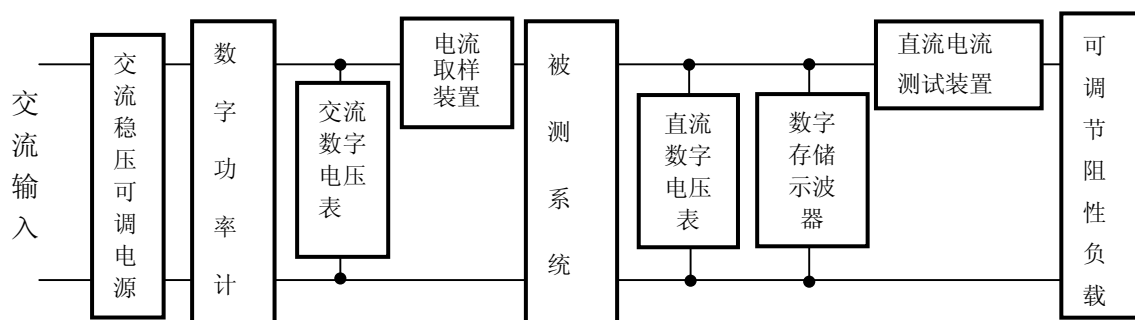 交流输入
交流稳压可调电源
数字功率计
交流
数字
电压
表
电流
取样
装置
被测系统
直流
数字
电压
表
数字
存储
示波
器
直流电流
测试装置
可调节阻性负载